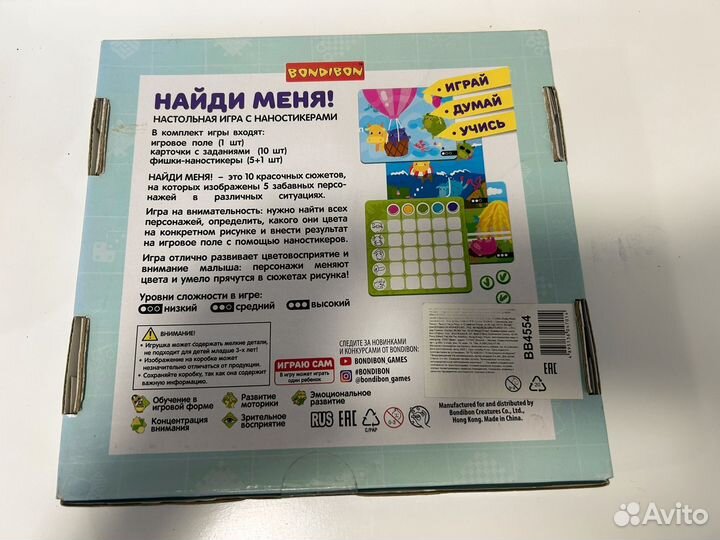 BONDIBON
НАЙДИ МЕНЯ!
НАСТОЛЬНАЯ ИГРА С НАНОСТИКЕРАМИ
В комплект игры входят:
игровое поле (1 шт)
карточки с заданиями (10 шт)
фишки-наностикеры (5+1 шт)
НАЙДИ МЕНЯ! – это 10 красочных сюжетов,
на которых изображены 5 забавных персо-
нажей в различных ситуациях.
Игра на внимательность: нужно найти всех
персонажей, определить, какого они цвета
на конкретном рисунке и внести результат
на игровое поле с помощью наностикеров.
Игра отлично развивает цветовосприятие и
внимание малыша: персонажи меняют
цвета и умело прячутся в сюжетах рисунка!
Уровни сложности в игре:
низкий средний высокий
ИГРАЙ
ДУМАЙ
УЧИСЬ
ВНИМАНИЕ!
• Игрушка может содержать мелкие детали,
не подходит для детей младше 3-х лет!
• Изображение на коробке может
незначительно отличаться от продукции.
• Сохраняйте коробку, так как она содержит
важную информацию.
ИГРАЮ САМ
В игру может играть
один ребенок
СЛЕДИТЕ ЗА НОВИНКАМИ
И КОНКУРСАМИ ОТ BONDIBON:
BONDIBON GAMES
@BONDIBON
@bondibon_games
BB4554
EAC
Обучение в
игровой форме
Развитие
моторики
Эмоциональное
развитие
Концентрация
внимания
Зрительное
восприятие
RUS EAC
C/PAP
0-3
Manufactured for and distributed by
Bondibon Creatures Co., Ltd.,
Hong Kong. Made in China.
Avito